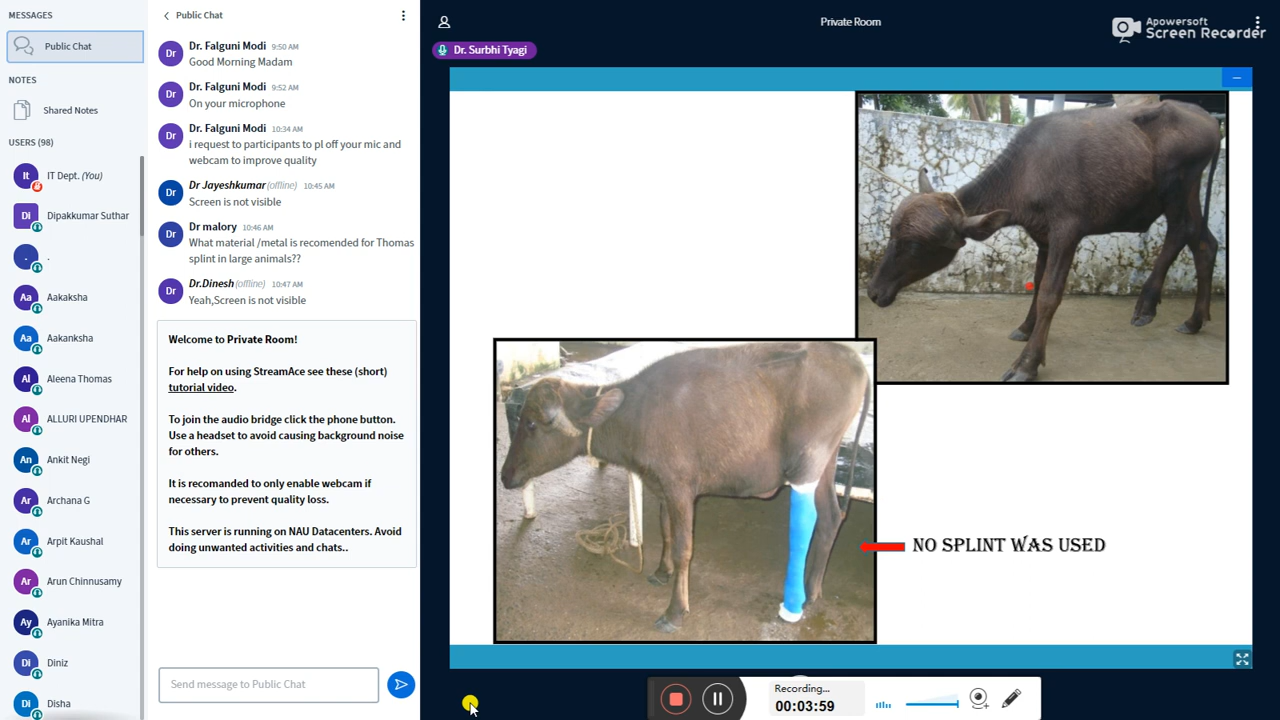 MESSAGES
Public Chat
NOTES
Shared Notes
USERS (98)
It
IT Dept. (You)
Di
Dipakkumar Suthar
.
.
Aa
Aakaksha
Aa
Aakanksha
Al
Aleena Thomas
Al
ALLURI UPENDHAR
An
Ankit Negi
Ar
Archana G
Ar
Arpit Kaushal
Ar
Arun Chinnusamy
Ay
Ayanika Mitra
Di
Diniz
Di
Disha
Public Chat
Dr
Dr. Falguni Modi 9:50 AM
Good Morning Madam
Dr
Dr. Falguni Modi 9:52 AM
On your microphone
Dr
Dr. Falguni Modi 10:34 AM
i request to participants to pl off your mic and
webcam to improve quality
Dr
Dr Jayeshkumar(offline) 10:45 AM
Screen is not visible
Dr
Dr malory 10:46 AM
What material /metal is recomended for Thomas
splint in large animals??
Dr
Dr.Dinesh(offline) 10:47 AM
Yeah,Screen is not visible
Welcome to Private Room!
For help on using StreamAce see these (short)
tutorial video.
To join the audio bridge click the phone button.
Use a headset to avoid causing background noise
for others.
It is recomanded to only enable webcam if
necessary to prevent quality loss.
This server is running on NAU Datacenters. Avoid
doing unwanted activities and chats..
Send message to Public Chat
Private Room
Apowersoft
Screen Recorder
Dr. Surbhi Tyagi
NO SPLINT WAS USED
Recording...
00:03:59